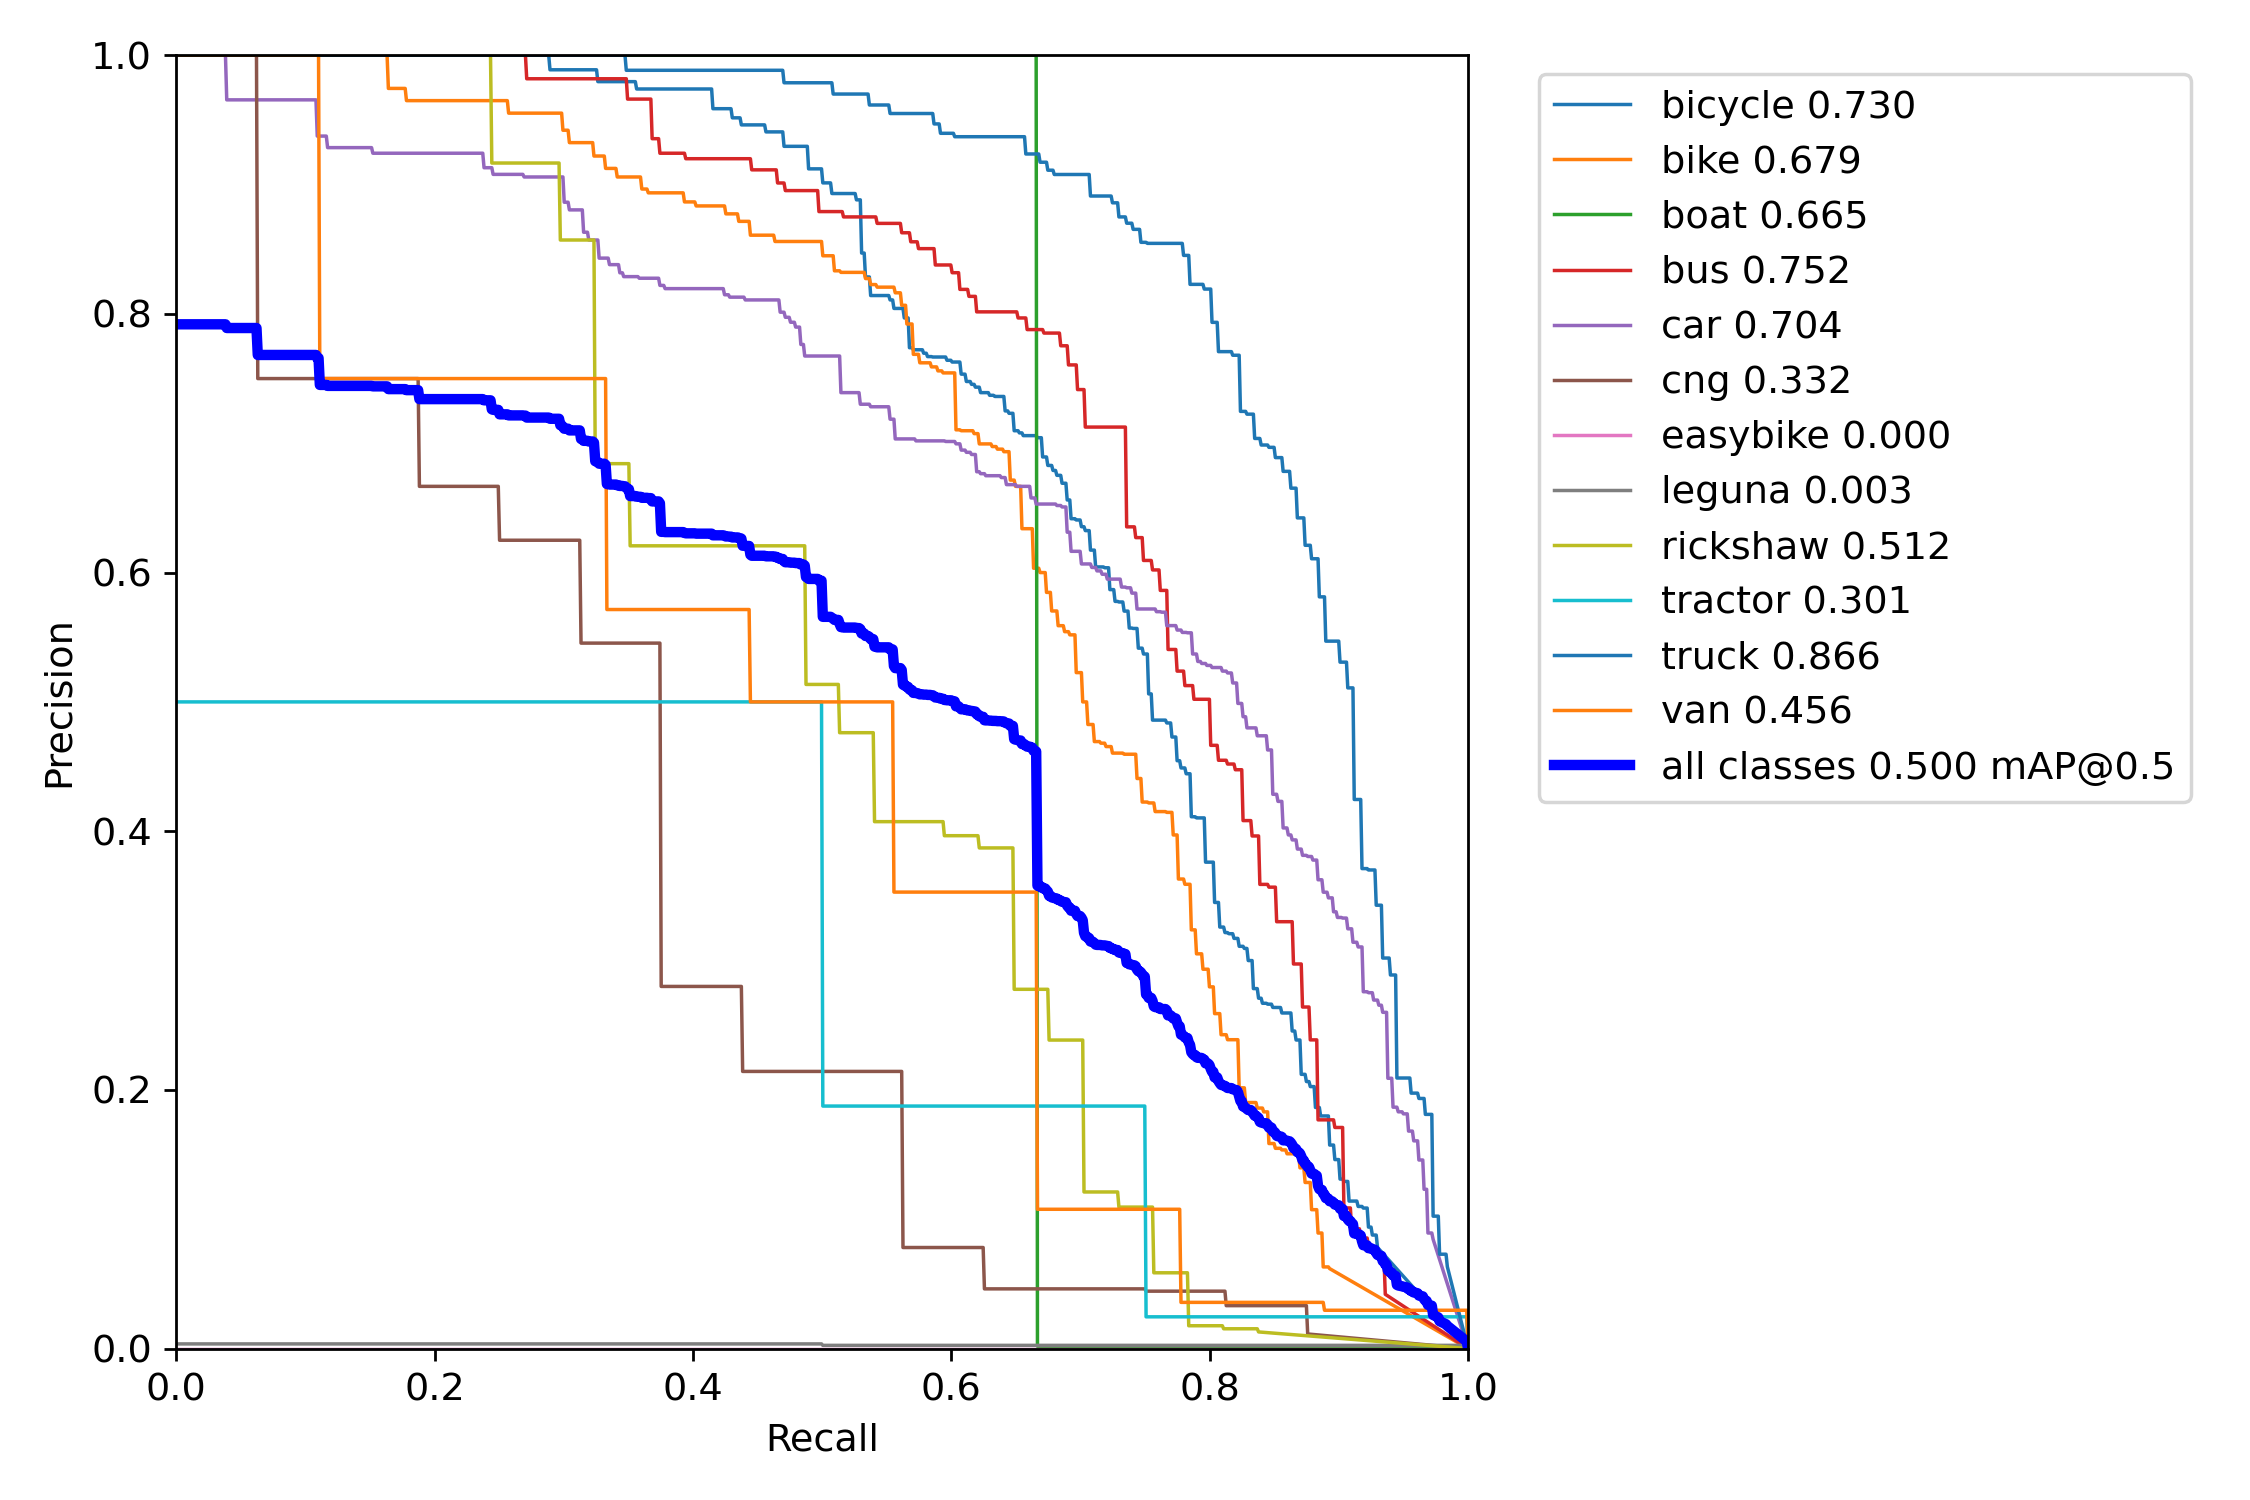 1.0
0.8
0.6
0.4
0.2
0.0
0.0 0.2 0.4 0.6 0.8 1.0
Precision
Recall
bicycle 0.730
bike 0.679
boat 0.665
bus 0.752
car 0.704
cng 0.332
easybike 0.000
leguna 0.003
rickshaw 0.512
tractor 0.301
truck 0.866
van 0.456
all classes 0.500 mAP@0.5